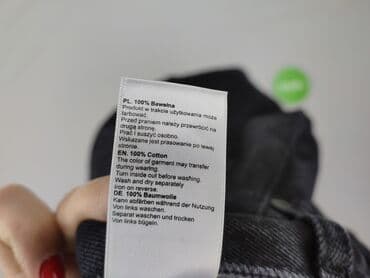 PL. 100% Bawełna
Produkt w trakcie użytkowania może
farbować.
Przed praniem należy przewrócić na
drugą stronę.
Prać i suszyć osobno.
Wskazane jest prasowanie po lewej
stronie.
EN. 100% Cotton
The color of garment may transfer
during wearing.
Turn inside out before washing.
Wash and dry separately
iron on reverse.
DE. 100% Baumwolle
Kann abfärben während der Nutzung
Von links waschen.
Separat waschen und trocken
Von links bügeln.